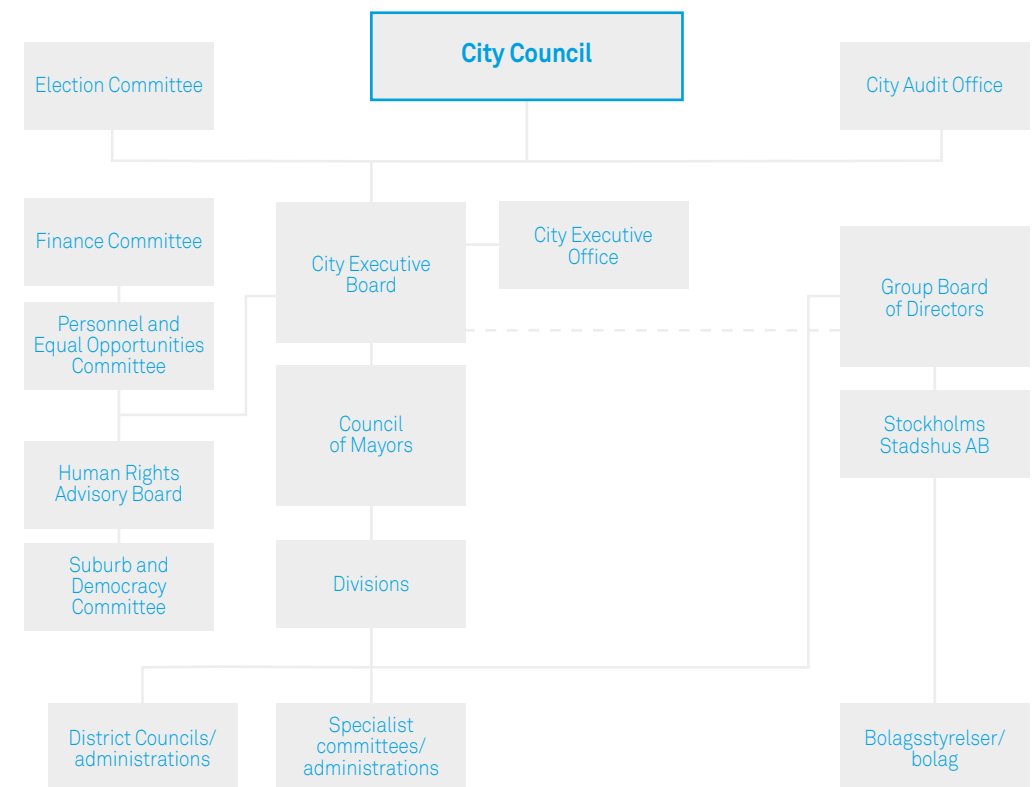 City Council
Election Committee
City Audit Office
Finance Committee
City Executive
Board
City Executive
Office
Group Board
of Directors
Personnel and
Equal Opportunities
Committee
Council
of Mayors
Stockholms
Stadshus AB
Human Rights
Advisory Board
Suburb and
Democracy
Committee
Divisions
District Councils/
administrations
Specialist
committees/
administrations
Bolagsstyrelser/
bolag